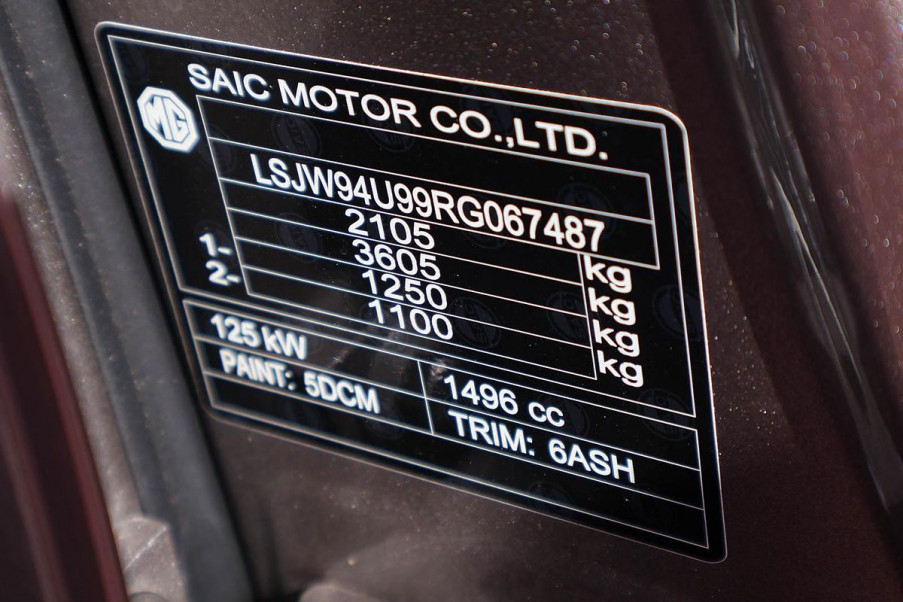 SAIC MOTOR CO.,LTD.
MG
LSJW94U99RG067487
2105 kg
3605 kg
1- 1250 kg
2- 1100 kg
125 kW 1496 cc
PAINT: 5DCM TRIM: 6ASH